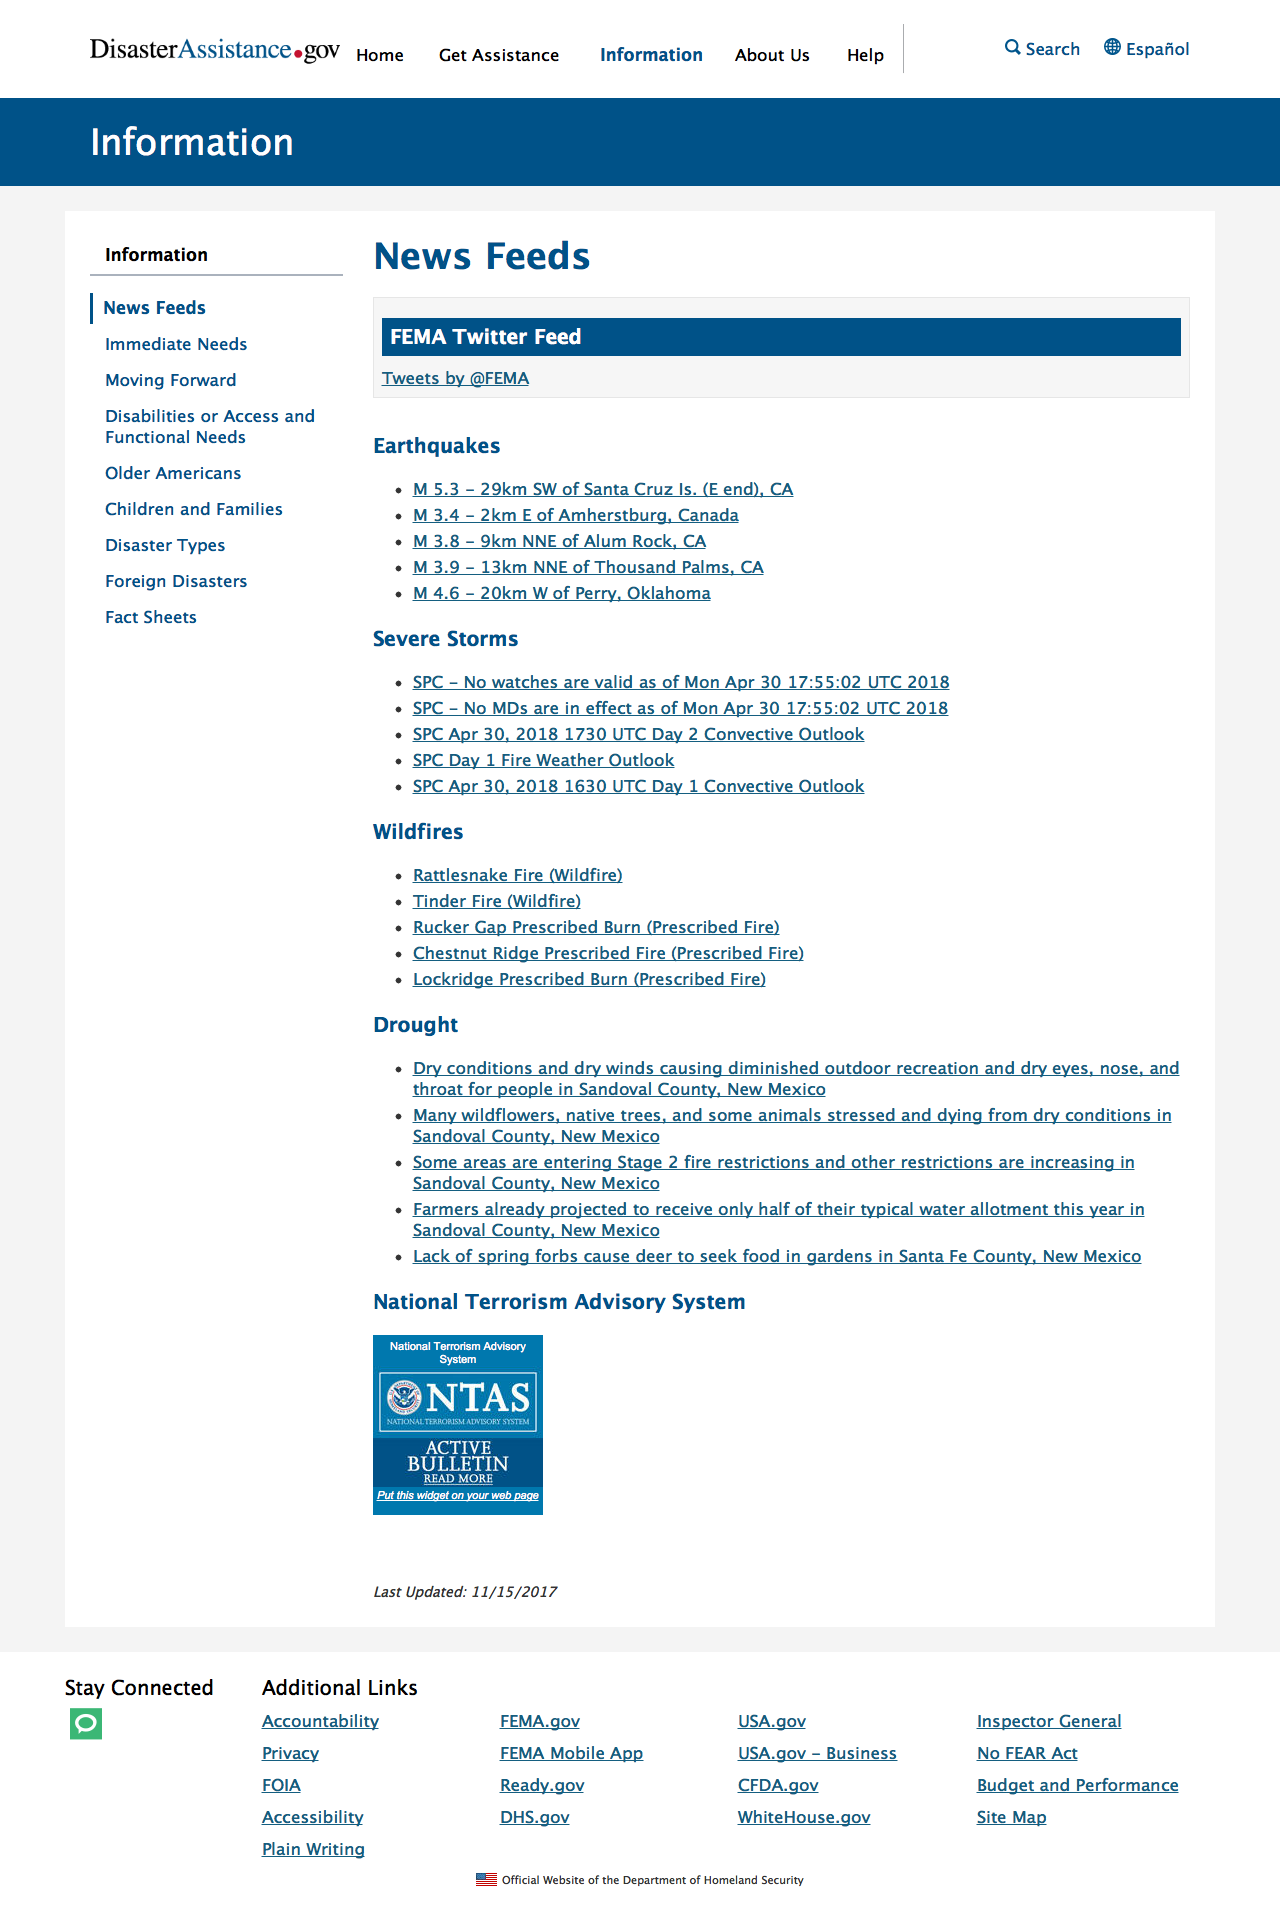 DisasterAssistance.gov Home Get Assistance Information About Us Help Search Español
Information
Information
News Feeds
Immediate Needs
Moving Forward
Disabilities or Access and
Functional Needs
Older Americans
Children and Families
Disaster Types
Foreign Disasters
Fact Sheets
News Feeds
FEMA Twitter Feed
Tweets by @FEMA
Earthquakes
M 5.3 - 29km SW of Santa Cruz Is. (E end), CA
M 3.4 - 2km E of Amherstburg, Canada
M 3.8 - 9km NNE of Alum Rock, CA
M 3.9 - 13km NNE of Thousand Palms, CA
M 4.6 - 20km W of Perry, Oklahoma
Severe Storms
SPC - No watches are valid as of Mon Apr 30 17:55:02 UTC 2018
SPC - No MDs are in effect as of Mon Apr 30 17:55:02 UTC 2018
SPC Apr 30, 2018 1730 UTC Day 2 Convective Outlook
SPC Day 1 Fire Weather Outlook
SPC Apr 30, 2018 1630 UTC Day 1 Convective Outlook
Wildfires
Rattlesnake Fire (Wildfire)
Tinder Fire (Wildfire)
Rucker Gap Prescribed Burn (Prescribed Fire)
Chestnut Ridge Prescribed Fire (Prescribed Fire)
Lockridge Prescribed Burn (Prescribed Fire)
Drought
Dry conditions and dry winds causing diminished outdoor recreation and dry eyes, nose, and
throat for people in Sandoval County, New Mexico
Many wildflowers, native trees, and some animals stressed and dying from dry conditions in
Sandoval County, New Mexico
Some areas are entering Stage 2 fire restrictions and other restrictions are increasing in
Sandoval County, New Mexico
Farmers already projected to receive only half of their typical water allotment this year in
Sandoval County, New Mexico
Lack of spring forbs cause deer to seek food in gardens in Santa Fe County, New Mexico
National Terrorism Advisory System
National Terrorism Advisory
System
NTAS
NATIONAL TERRORISM ADVISORY SYSTEM
ACTIVE
BULLETIN
READ MORE
Put this widget on your web page
Last Updated: 11/15/2017
Stay Connected
Additional Links
Accountability FEMA.gov USA.gov Inspector General
Privacy FEMA Mobile App USA.gov - Business No FEAR Act
FOIA Ready.gov CFDA.gov Budget and Performance
Accessibility DHS.gov WhiteHouse.gov Site Map
Plain Writing
Official Website of the Department of Homeland Security